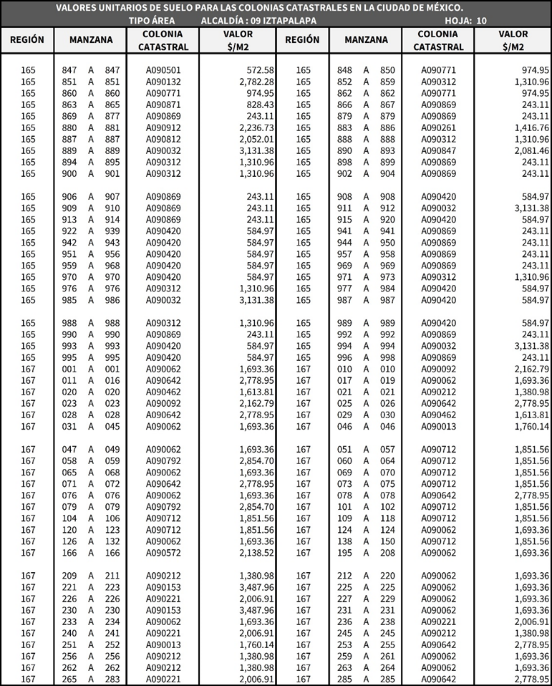 VALORES UNITARIOS DE SUELO PARA LAS COLONIAS CATASTRALES EN LA CIUDAD DE MÉXICO.
TIPO ÁREA ALCALDÍA : 09 IZTAPALAPA HOJA: 10
REGIÓN MANZANA COLONIA CATASTRAL VALOR $/M2 REGIÓN MANZANA COLONIA CATASTRAL VALOR $/M2
165 847 A 847 A090501 572.58 165 848 A 850 A090771 974.95
165 851 A 851 A090132 2,782.28 165 852 A 859 A090312 1,310.96
165 860 A 860 A090771 974.95 165 862 A 862 A090771 974.95
165 863 A 865 A090871 828.43 165 866 A 867 A090869 243.11
165 869 A 877 A090869 243.11 165 879 A 879 A090869 243.11
165 880 A 881 A090912 2,236.73 165 883 A 886 A090261 1,416.76
165 887 A 887 A090812 2,052.01 165 888 A 888 A090312 1,310.96
165 889 A 889 A090032 3,131.38 165 890 A 893 A090847 2,081.46
165 894 A 895 A090312 1,310.96 165 898 A 899 A090869 243.11
165 900 A 901 A090312 1,310.96 165 902 A 904 A090869 243.11
165 906 A 907 A090869 243.11 165 908 A 908 A090420 584.97
165 909 A 910 A090869 243.11 165 911 A 912 A090032 3,131.38
165 913 A 914 A090869 243.11 165 915 A 920 A090420 584.97
165 922 A 939 A090420 584.97 165 941 A 941 A090869 243.11
165 942 A 943 A090420 584.97 165 944 A 950 A090869 243.11
165 951 A 956 A090420 584.97 165 957 A 958 A090869 243.11
165 959 A 968 A090420 584.97 165 969 A 969 A090869 243.11
165 970 A 970 A090420 584.97 165 971 A 973 A090312 1,310.96
165 976 A 976 A090312 1,310.96 165 977 A 984 A090420 584.97
165 985 A 986 A090032 3,131.38 165 987 A 987 A090420 584.97
165 988 A 988 A090312 1,310.96 165 989 A 989 A090420 584.97
165 990 A 990 A090869 243.11 165 992 A 992 A090869 243.11
165 993 A 993 A090420 584.97 165 994 A 994 A090032 3,131.38
165 995 A 995 A090420 584.97 165 996 A 998 A090869 243.11
167 001 A 001 A090062 1,693.36 167 010 A 010 A090092 2,162.79
167 011 A 016 A090642 2,778.95 167 017 A 019 A090062 1,693.36
167 020 A 020 A090462 1,613.81 167 021 A 021 A090212 1,380.98
167 023 A 023 A090092 2,162.79 167 025 A 026 A090642 2,778.95
167 028 A 028 A090642 2,778.95 167 029 A 030 A090462 1,613.81
167 031 A 045 A090062 1,693.36 167 046 A 046 A090013 1,760.14
167 047 A 049 A090062 1,693.36 167 051 A 057 A090712 1,851.56
167 058 A 059 A090792 2,854.70 167 060 A 064 A090712 1,851.56
167 065 A 068 A090062 1,693.36 167 069 A 070 A090712 1,851.56
167 071 A 072 A090642 2,778.95 167 073 A 075 A090712 1,851.56
167 076 A 076 A090062 1,693.36 167 078 A 078 A090642 2,778.95
167 079 A 079 A090792 2,854.70 167 101 A 102 A090712 1,851.56
167 104 A 106 A090712 1,851.56 167 109 A 118 A090712 1,851.56
167 120 A 123 A090712 1,851.56 167 124 A 124 A090062 1,693.36
167 126 A 132 A090062 1,693.36 167 138 A 150 A090712 1,851.56
167 166 A 166 A090572 2,138.52 167 195 A 208 A090062 1,693.36
167 209 A 211 A090212 1,380.98 167 212 A 220 A090062 1,693.36
167 221 A 223 A090153 3,487.96 167 225 A 225 A090062 1,693.36
167 226 A 226 A090221 2,006.91 167 227 A 229 A090062 1,693.36
167 230 A 230 A090153 3,487.96 167 231 A 231 A090062 1,693.36
167 233 A 234 A090062 1,693.36 167 236 A 238 A090221 2,006.91
167 240 A 241 A090221 2,006.91 167 245 A 245 A090212 1,380.98
167 251 A 252 A090013 1,760.14 167 253 A 255 A090642 2,778.95
167 256 A 256 A090212 1,380.98 167 259 A 261 A090062 1,693.36
167 262 A 262 A090212 1,380.98 167 263 A 264 A090062 1,693.36
167 265 A 283 A090221 2,006.91 167 285 A 285 A090642 2,778.95